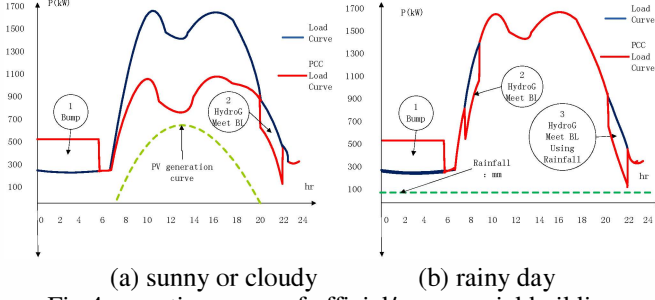 P(kW)
1700
1500
1300
1100
900
700
500
300
100
0 2 4 6 8 10 12 14 16 18 20 22 24
hr
Load
Curve
PCC
Load
Curve
1
Bump
2
HydroG
Meet BL
PV generation
curve
(a) sunny or cloudy
P(kW)
1700
1500
1300
1100
900
700
500
300
100
0 2 4 6 8 10 12 14 16 18 20 22 24
hr
Load
Curve
PCC
Load
Curve
1
Bump
2
HydroG
Meet BL
3
HydroG
Meet BL
Using
Rainfall
Rainfall
: mm
(b) rainy day